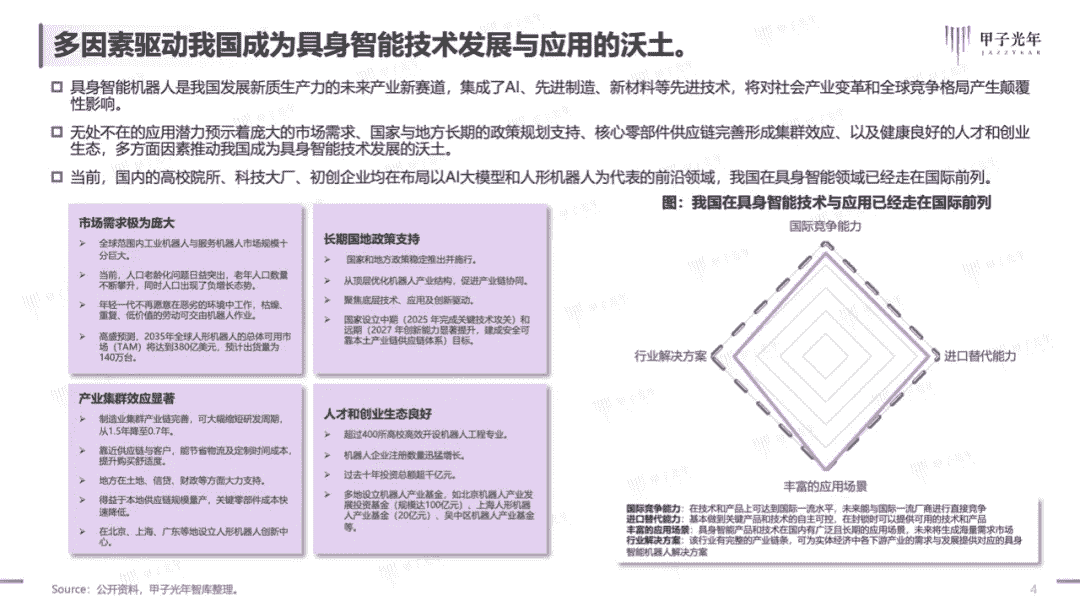 多因素驱动我国成为具身智能技术发展与应用的沃土。
甲子光年
JAZZYEAR
具身智能机器人是我国发展新质生产力的未来产业新赛道，集成了AI、先进制造、新材料等先进技术，将对社会产业变革和全球竞争格局产生颠覆
性影响。
无处不在的应用潜力预示着庞大的市场需求、国家与地方长期的政策规划支持、核心零部件供应链完善形成集群效应、以及健康良好的人才和创业
生态，多方面因素推动我国成为具身智能技术发展的沃土。
当前，国内的高校院所、科技大厂、初创企业均在布局以AI大模型和人形机器人为代表的前沿领域，我国在具身智能领域已经走在国际前列。
市场需求极为庞大
全球范围内工业机器人与服务机器人市场规模十
分巨大。
当前，人口老龄化问题日益突出，老年人口数量
不断攀升，同时人口出现了负增长态势。
年轻一代不再愿意在恶劣的环境中工作，枯燥、
重复、低价值的劳动可交由机器人作业。
高盛预测，2035年全球人形机器人的总体可用市
场（TAM）将达到380亿美元，预计出货量为
140万台。
长期国地政策支持
国家和地方政策稳定推出并施行。
从顶层优化机器人产业结构，促进产业链协同。
聚焦底层技术、应用及创新驱动。
国家设立中期（2025 年完成关键技术攻关）和
远期（2027 年创新能力显著提升，建成安全可
靠本土产业链供应链体系）目标。
产业集群效应显著
制造业集群产业链完善，可大幅缩短研发周期，
从1.5年降至0.7年。
靠近供应链与客户，能节省物流及定制时间成本，
提升购买舒适度。
地方在土地、信贷、财政等方面大力支持。
得益于本地供应链规模量产，关键零部件成本快
速降低。
在北京、上海、广东等地设立人形机器人创新中
心。
人才和创业生态良好
超过400所高校高效开设机器人工程专业。
机器人企业注册数量迅猛增长。
过去十年投资总额超千亿元。
多地设立机器人产业基金，如北京机器人产业发
展投资基金（规模达100亿元）、上海人形机器
人产业基金（20亿元）、吴中区机器人产业基金
等。
图：我国在具身智能技术与应用已经走在国际前列
国际竞争能力
行业解决方案
进口替代能力
丰富的应用场景
国际竞争能力：在技术和产品上可达到国际一流水平，未来能与国际一流厂商进行直接竞争
进口替代能力：基本做到关键产品和技术的自主可控，在封锁时可以提供可用的技术和产品
丰富的应用场景：具身智能产品和技术在国内有广泛且长期的应用场景，未来将生成海量需求市场
行业解决方案：该行业有完整的产业链条，可为实体经济中各下游产业的需求与发展提供对应的具身
智能机器人解决方案
Source：公开资料，甲子光年智库整理。
4